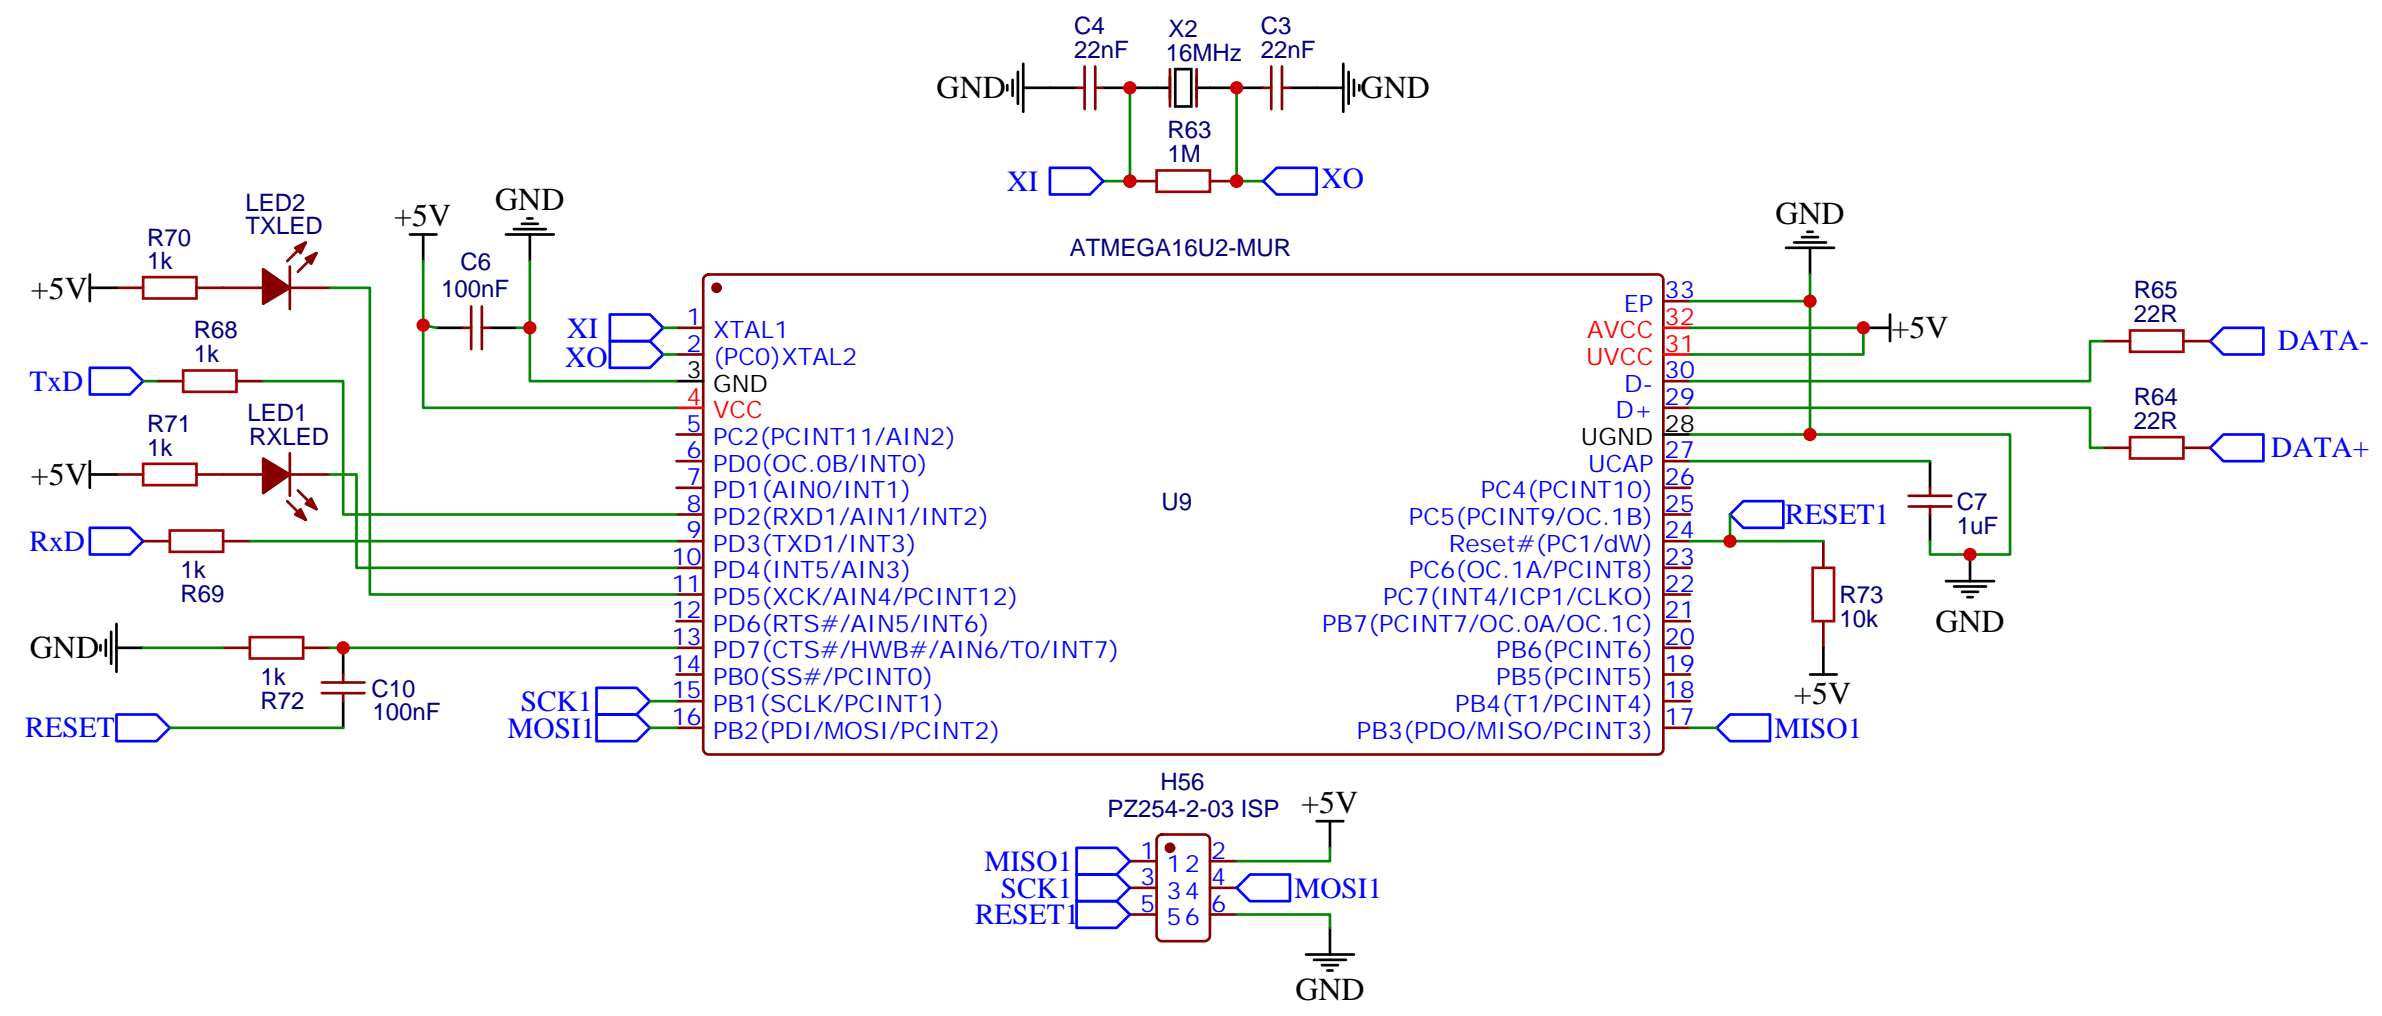 C4
22nF
X2
16MHz
C3
22nF
GND
GND
R63
1M
XI
XO
LED2
TXLED
R70
1k
+5V
+5V
GND
C6
100nF
R68
1k
TxD
LED1
RXLED
R71
1k
+5V
RxD
1k
R69
GND
1k
R72
C10
100nF
RESET
ATMEGA16U2-MUR
U9
XI
XO
SCK1
MOSI1
1 XTAL1
2 (PC0)XTAL2
3 GND
4 VCC
5 PC2(PCINT11/AIN2)
6 PD0(OC.0B/INT0)
7 PD1(AIN0/INT1)
8 PD2(RXD1/AIN1/INT2)
9 PD3(TXD1/INT3)
10 PD4(INT5/AIN3)
11 PD5(XCK/AIN4/PCINT12)
12 PD6(RTS#/AIN5/INT6)
13 PD7(CTS#/HWB#/AIN6/T0/INT7)
14 PB0(SS#/PCINT0)
15 PB1(SCLK/PCINT1)
16 PB2(PDI/MOSI/PCINT2)
EP 33
AVCC 32
UVCC 31
D- 30
D+ 29
UGND 28
UCAP 27
PC4(PCINT10) 26
PC5(PCINT9/OC.1B) 25
Reset#(PC1/dW) 24
PC6(OC.1A/PCINT8) 23
PC7(INT4/ICP1/CLKO) 22
PB7(PCINT7/OC.0A/OC.1C) 21
PB6(PCINT6) 20
PB5(PCINT5) 19
PB4(T1/PCINT4) 18
PB3(PDO/MISO/PCINT3) 17
GND
+5V
R65
22R
DATA-
R64
22R
DATA+
C7
1uF
GND
RESET1
R73
10k
+5V
MISO1
H56
PZ254-2-03 ISP
+5V
MISO1 1 1 2 2
SCK1 3 3 4 4 MOSI1
RESET1 5 5 6 6
GND